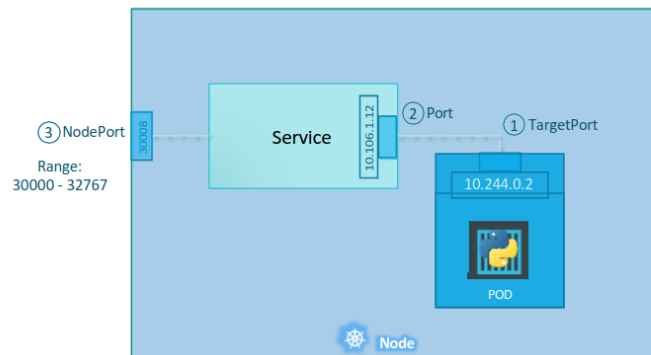 3 NodePort
Range:
30000 - 32767
30008
Service
10.106.1.12
2 Port
1 TargetPort
10.244.0.2
POD
Node